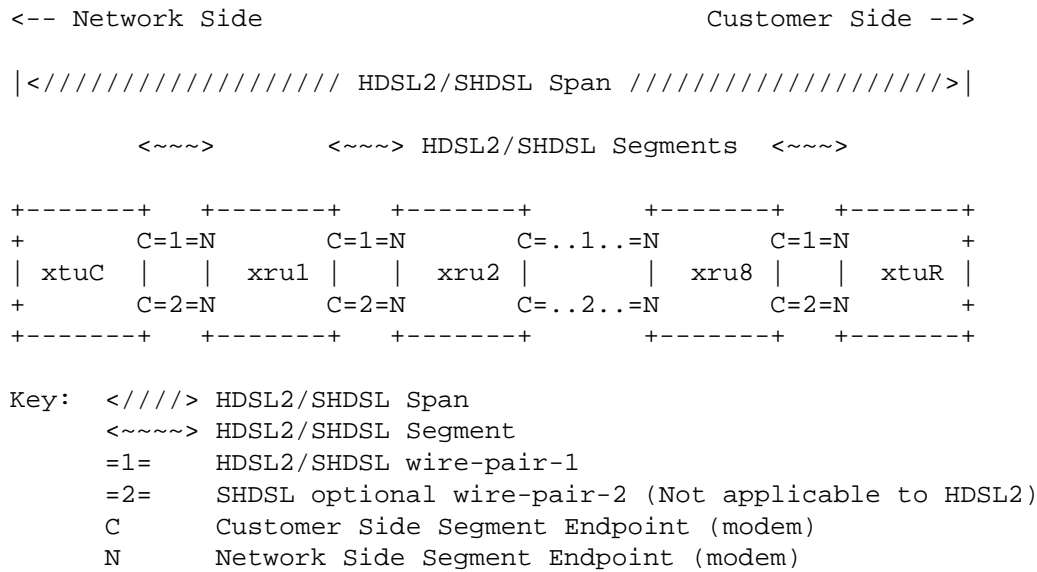 <-- Network Side                                   Customer Side -->
|</////////////////// HDSL2/SHDSL Span ////////////////////>|
<~~~>       <~~~> HDSL2/SHDSL Segments  <~~~>
+-------+   +-------+   +-------+       +-------+   +-------+
+       C=1=N       C=1=N       C=..1..=N       C=1=N       +
| xtuC  |   |  xru1 |   |  xru2 |       |  xru8 |   |  xtuR |
+       C=2=N       C=2=N       C=..2..=N       C=2=N       +
+-------+   +-------+   +-------+       +-------+   +-------+
Key:  <////> HDSL2/SHDSL Span
<~~~~> HDSL2/SHDSL Segment
=1=    HDSL2/SHDSL wire-pair-1
=2=    SHDSL optional wire-pair-2 (Not applicable to HDSL2)
C      Customer Side Segment Endpoint (modem)
N      Network Side Segment Endpoint (modem)